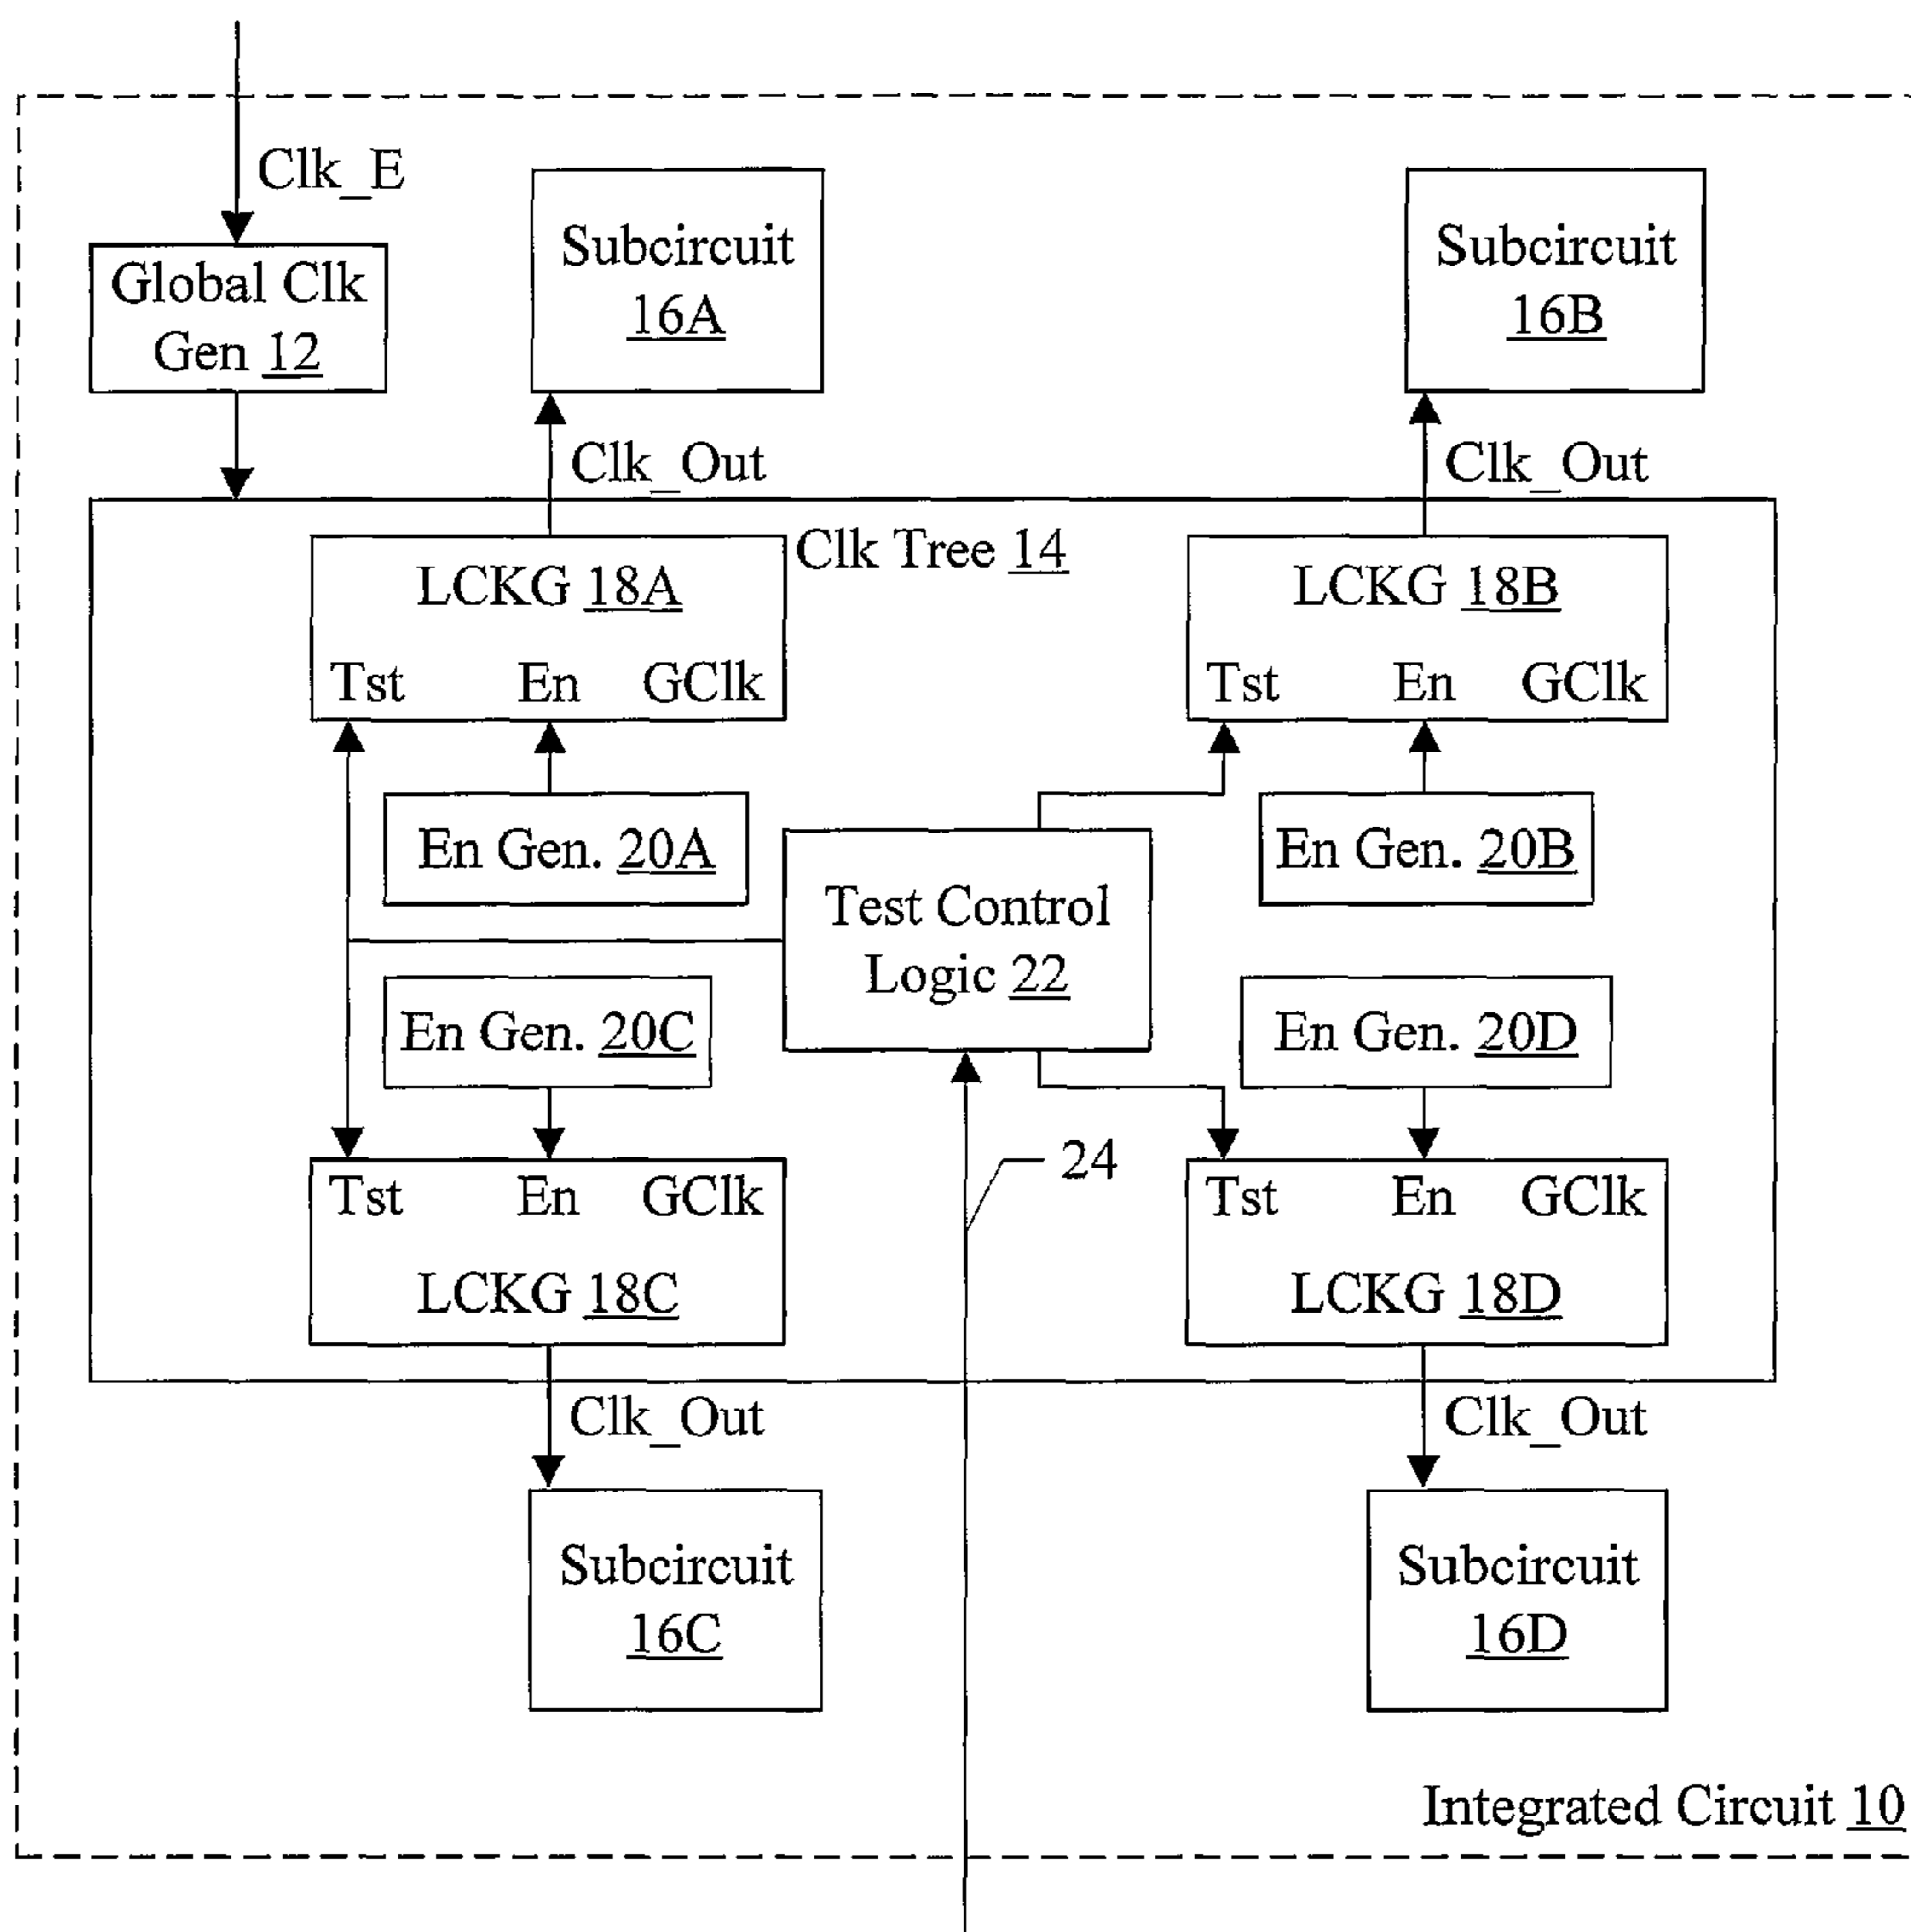 Clk_E
Global Clk
Gen 12
Subcircuit
16A
Subcircuit
16B
Clk_Out
Clk_Out
Clk Tree 14
LCKG 18A
Tst En GClk
LCKG 18B
Tst En GClk
En Gen. 20A
Test Control
Logic 22
En Gen. 20B
En Gen. 20C
En Gen. 20D
24
Tst En GClk
LCKG 18C
Tst En GClk
LCKG 18D
Clk_Out
Clk_Out
Subcircuit
16C
Subcircuit
16D
Integrated Circuit 10